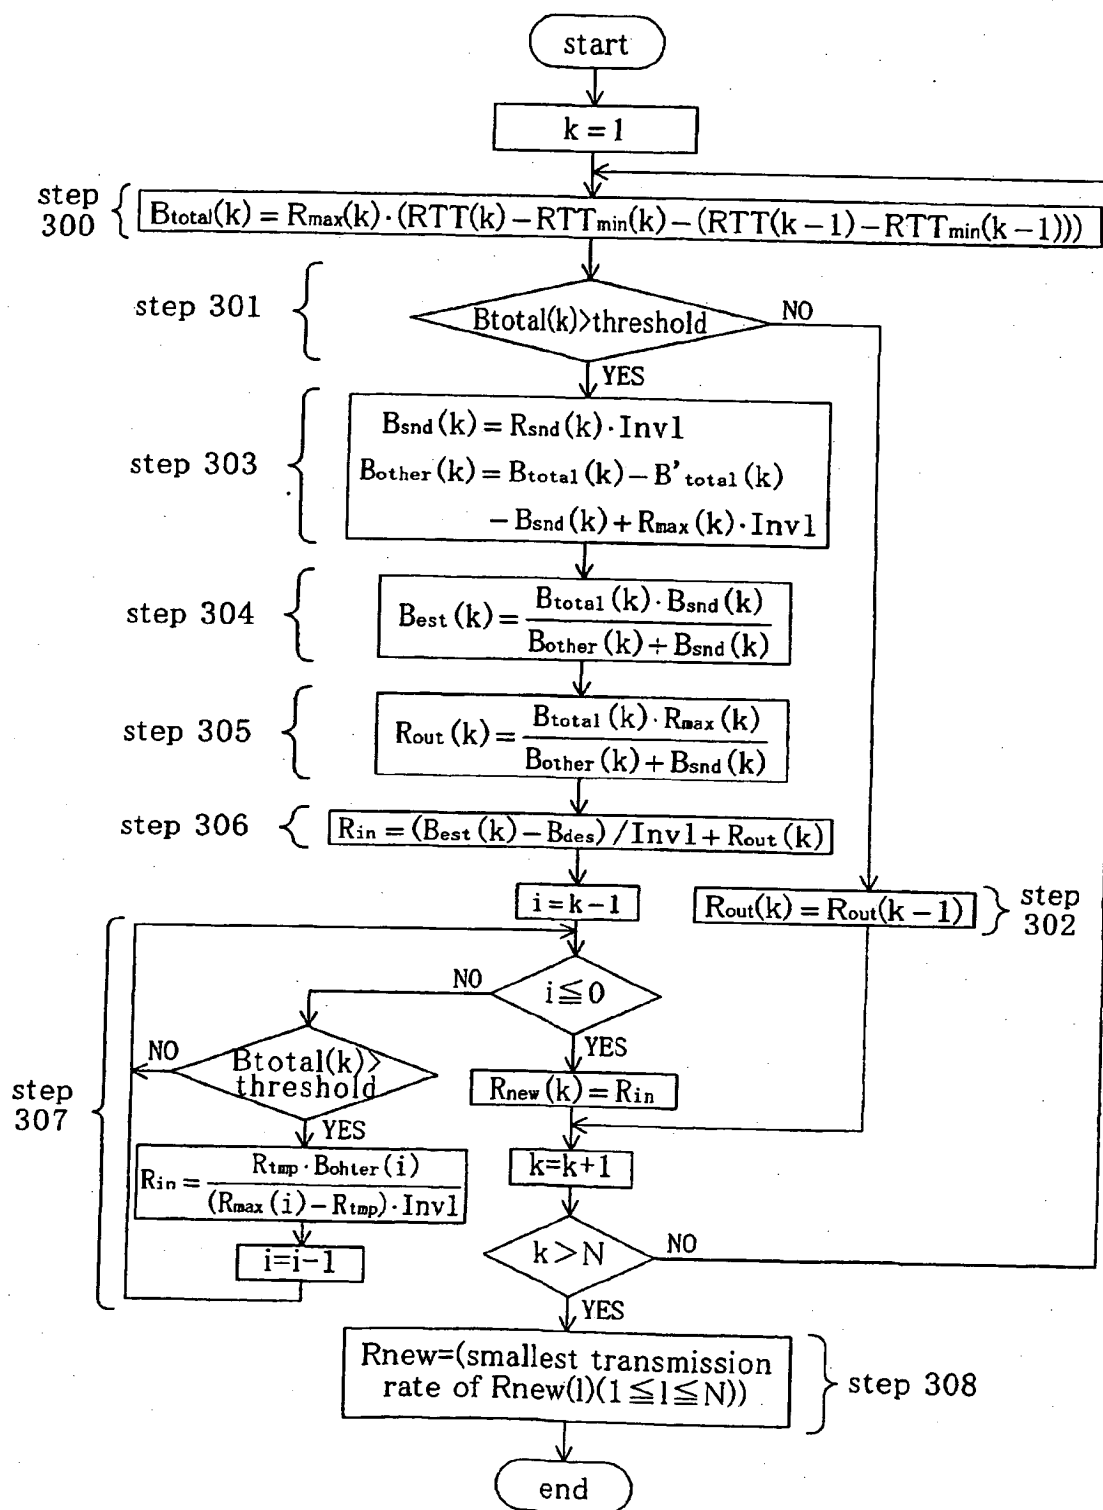 start
k = 1
step
300
Btotal(k) = Rmax(k)·(RTT(k)−RTTmin(k)−(RTT(k−1)−RTTmin(k−1)))
step 301
Btotal(k)>threshold
NO
YES
step 303
Bsnd(k) = Rsnd(k)·Invl
Bother(k) = Btotal(k) − B'total(k)
− Bsnd(k) + Rmax(k)·Invl
step 304
Best(k) =
Btotal(k)·Bsnd(k)
Bother(k) + Bsnd(k)
step 305
Rout(k) =
Btotal(k)·Rmax(k)
Bother(k) + Bsnd(k)
step 306
Rin = (Best(k) − Bdes) / Invl + Rout(k)
i = k−1
Rout(k) = Rout(k−1)
step
302
i≦0
NO
YES
Btotal(k)>
threshold
NO
YES
step
307
Rnew(k) = Rin
Rin =
Rtmp·Bohter(i)
(Rmax(i) − Rtmp)·Invl
k=k+1
i=i−1
k>N
NO
YES
Rnew=(smallest transmission
rate of Rnew(l)(1≦l≦N))
step 308
end